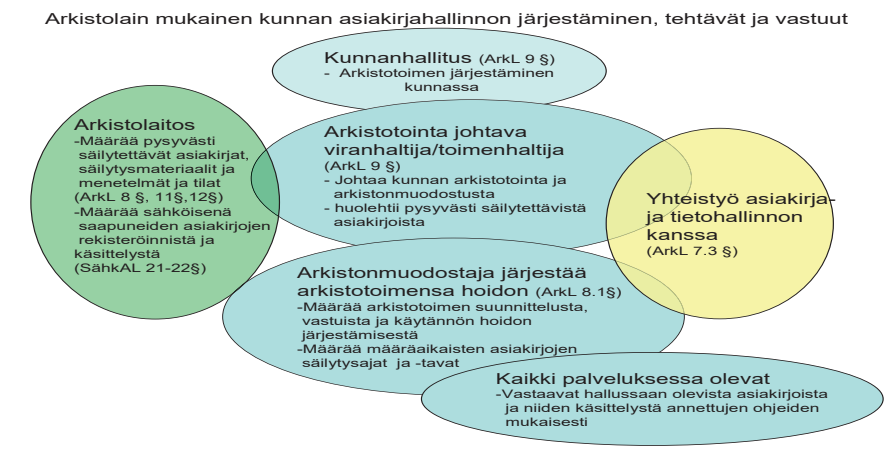 Arkistolain mukainen kunnan asiakirjahallinnon järjestäminen, tehtävät ja vastuut
Kunnanhallitus (ArkL 9 §)
- Arkistotoimen järjestäminen
kunnassa
Arkistolaitos
-Määrää pysyvästi
säilytettävät asiakirjat,
säilytysmateriaalit ja
menetelmät ja tilat
(ArkL 8 §, 11§,12§)
-Määrää sähköisenä
saapuneiden asiakirjojen
rekisteröinnistä ja
käsittelystä
(SähkAL 21-22§)
Arkistotointa johtava
viranhaltija/toimenhaltija
(ArkL 9 §)
- Johtaa kunnan arkistotointa ja
arkistonmuodostusta
- huolehtii pysyvästi säilytettävistä
asiakirjoista
Yhteistyö asiakirja-
ja tietohallinnon
kanssa
(ArkL 7.3 §)
Arkistonmuodostaja järjestää
arkistotoimensa hoidon (ArkL 8.1§)
-Määrää arkistotoimen suunnittelusta,
vastuista ja käytännön hoidon
järjestämisestä
-Määrää määräaikaisten asiakirjojen
säilytysajat ja -tavat
Kaikki palveluksessa olevat
-Vastaavat hallussaan olevista asiakirjoista
ja niiden käsittelystä annettujen ohjeiden
mukaisesti